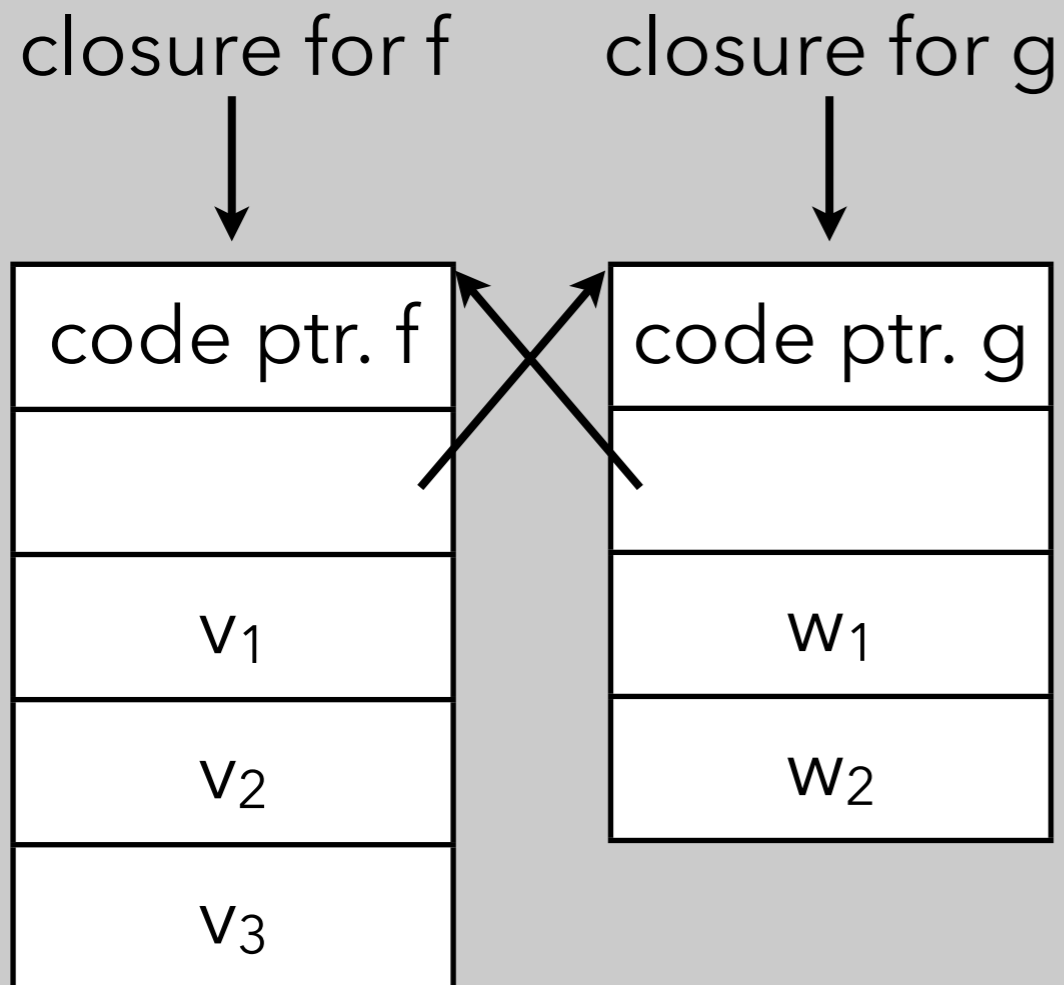 closure for f
closure for g
code ptr. f
code ptr. g
v₁
w₁
v₂
w₂
v₃